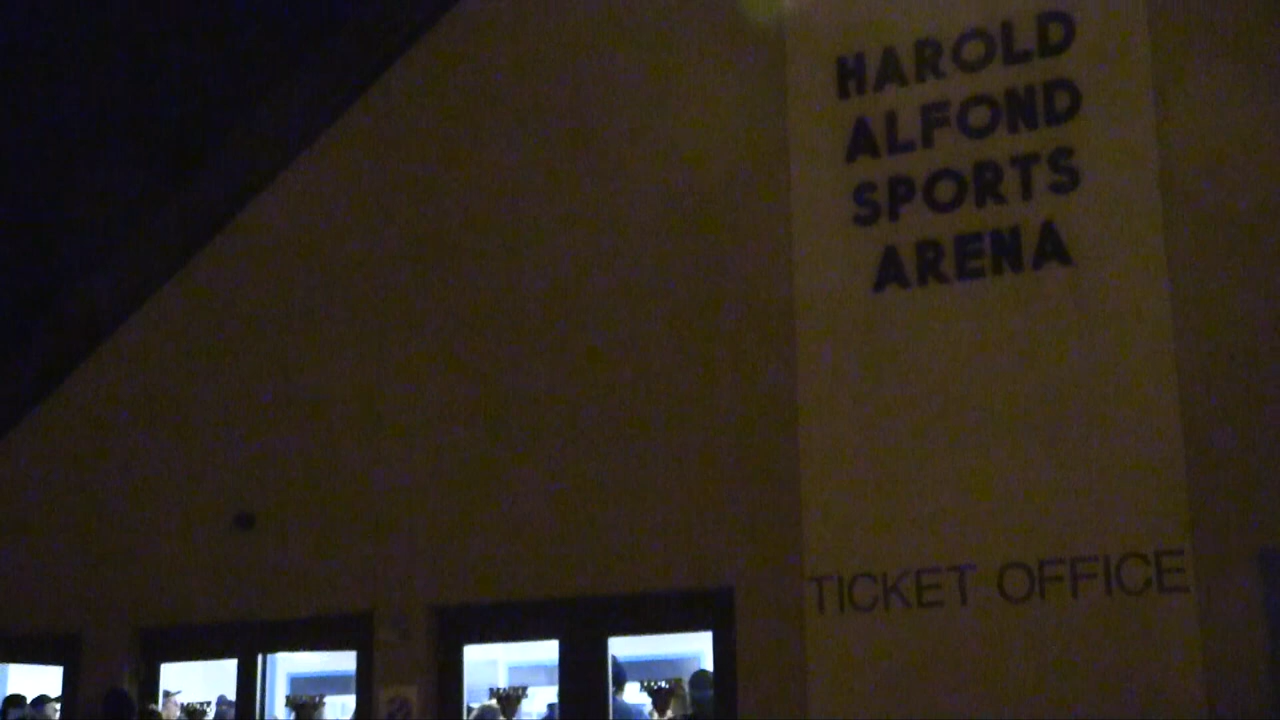 HAROLD
ALFOND
SPORTS
ARENA
TICKET OFFICE